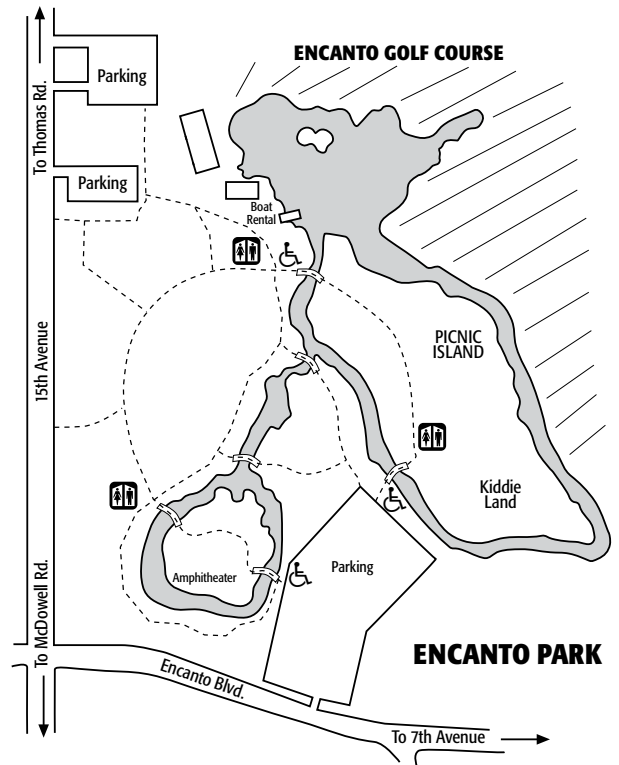 ENCANTO GOLF COURSE
To Thomas Rd.
Parking
Parking
Boat
Rental
15th Avenue
PICNIC
ISLAND
Kiddie
Land
Amphitheater
Parking
To McDowell Rd.
ENCANTO PARK
Encanto Blvd.
To 7th Avenue